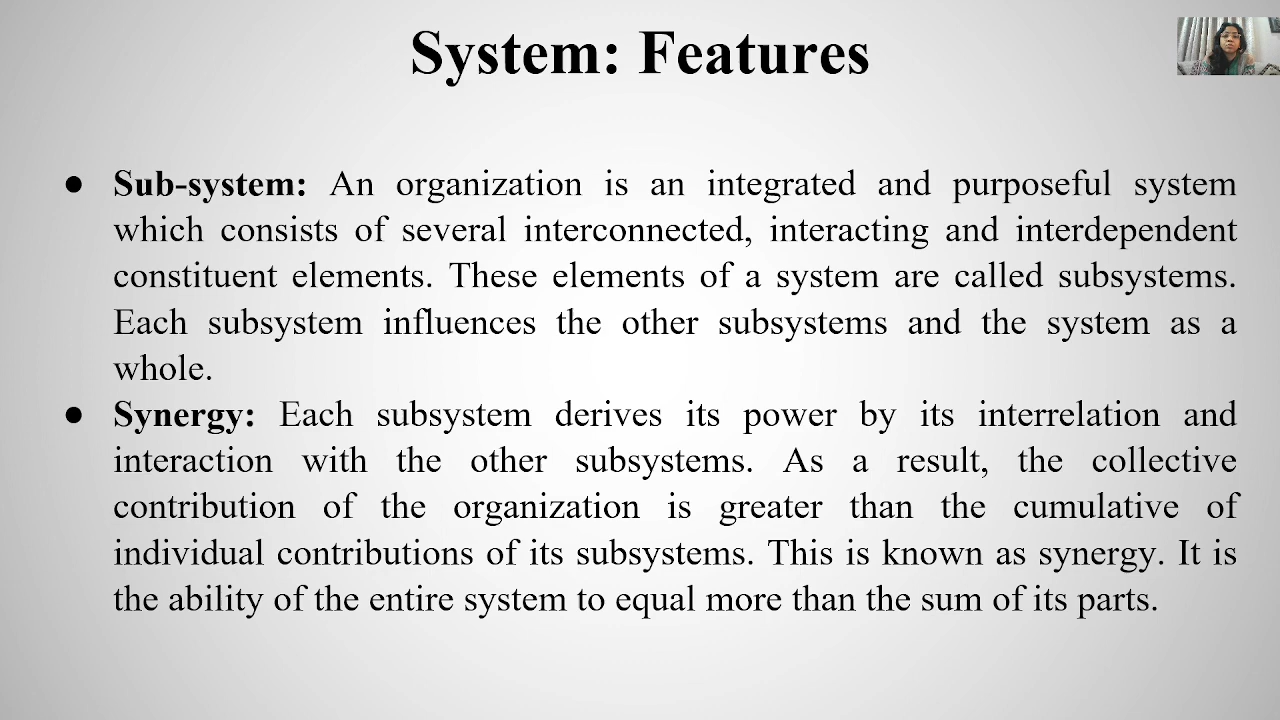 System: Features
● Sub-system: An organization is an integrated and purposeful system
which consists of several interconnected, interacting and interdependent
constituent elements. These elements of a system are called subsystems.
Each subsystem influences the other subsystems and the system as a
whole.
● Synergy: Each subsystem derives its power by its interrelation and
interaction with the other subsystems. As a result, the collective
contribution of the organization is greater than the cumulative of
individual contributions of its subsystems. This is known as synergy. It is
the ability of the entire system to equal more than the sum of its parts.